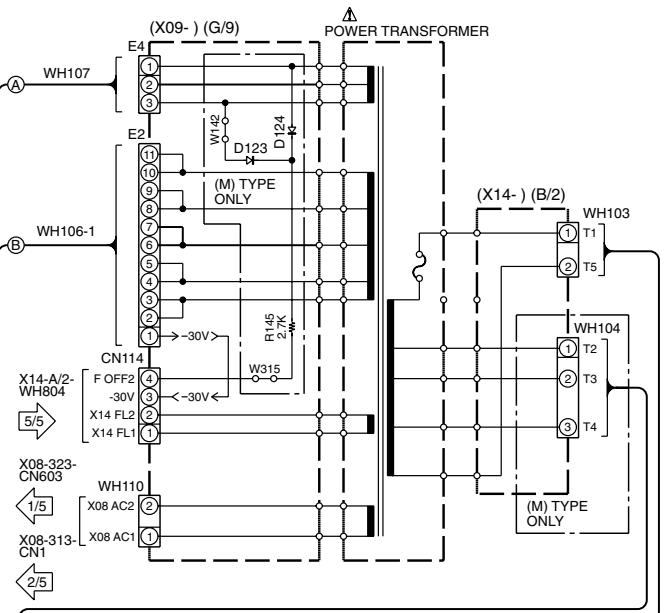 (X09- ) (G/9)
POWER TRANSFORMER
E4
A
WH107
1
2
3
W142
D124
D123
E2
11
10
9
8
7
6
5
4
3
2
1
(M) TYPE
ONLY
B
WH106-1
-30V
R145
2.7K
CN114
X14-A/2-
WH804
5/5
F OFF2
4
-30V
3
-30V
X14 FL2
2
X14 FL1
1
W315
X08-323-
CN603
1/5
WH110
X08 AC2
2
X08 AC1
1
X08-313-
CN1
2/5
(X14- ) (B/2)
WH103
1
T1
2
T5
WH104
1
T2
2
T3
3
T4
(M) TYPE
ONLY